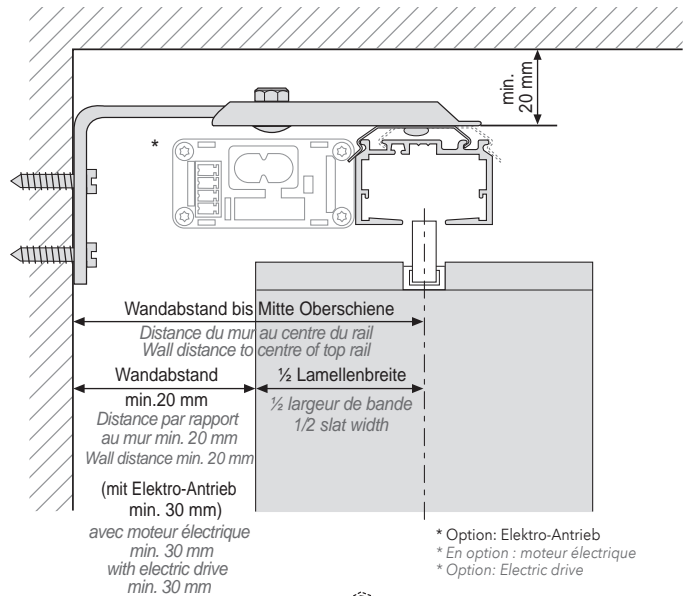 min.
20 mm
*
Wandabstand bis Mitte Oberschiene
Distance du mur au centre du rail
Wall distance to centre of top rail
Wandabstand
min.20 mm
Distance par rapport
au mur min. 20 mm
Wall distance min. 20 mm
½ Lamellenbreite
½ largeur de bande
1/2 slat width
(mit Elektro-Antrieb
min. 30 mm)
avec moteur électrique
min. 30 mm
with electric drive
min. 30 mm
* Option: Elektro-Antrieb
* En option : moteur électrique
* Option: Electric drive